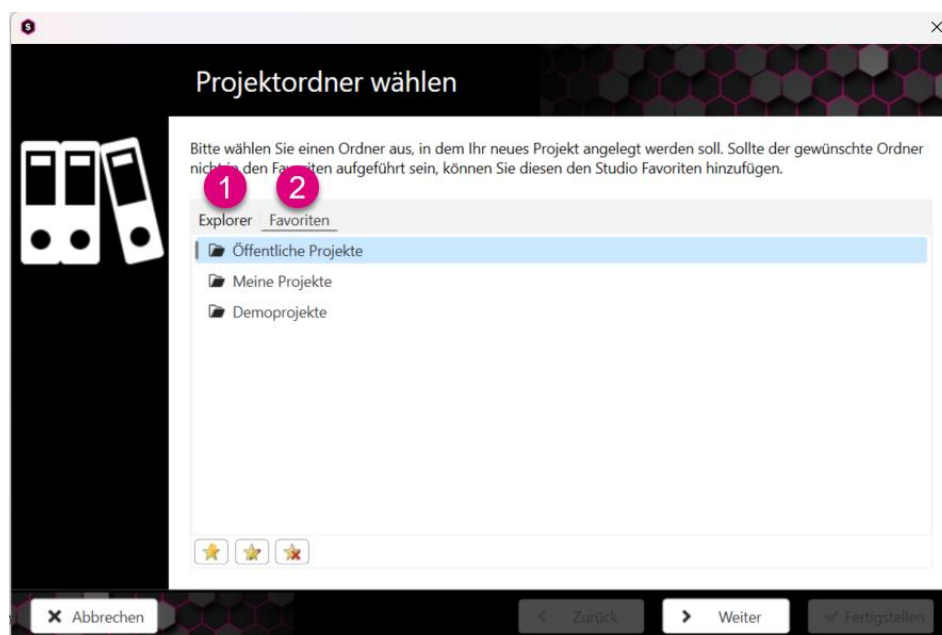 S
Projektordner wählen
Bitte wählen Sie einen Ordner aus, in dem Ihr neues Projekt angelegt werden soll. Sollte der gewünschte Ordner
nicht in den Favoriten aufgeführt sein, können Sie diesen den Studio Favoriten hinzufügen.
1 2
Explorer Favoriten
Öffentliche Projekte
Meine Projekte
Demoprojekte
Abbrechen Zurück Weiter Fertigstellen